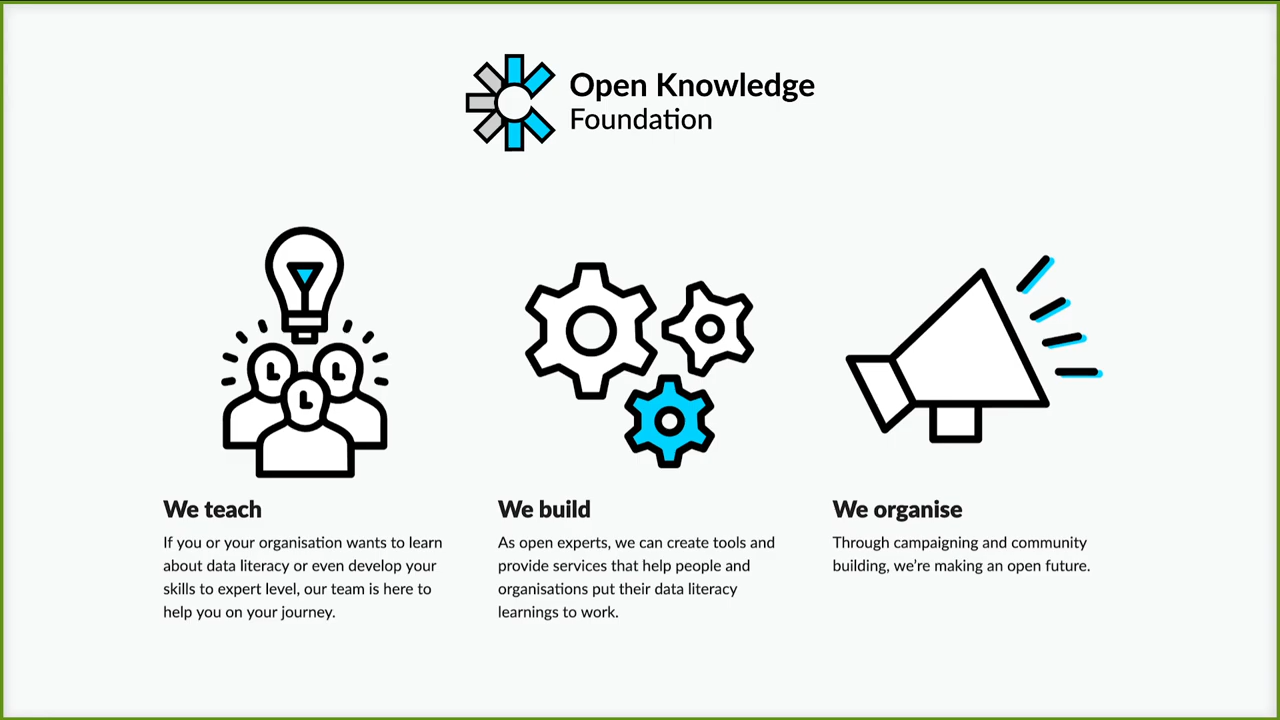 Open Knowledge
Foundation
We teach
If you or your organisation wants to learn
about data literacy or even develop your
skills to expert level, our team is here to
help you on your journey.
We build
As open experts, we can create tools and
provide services that help people and
organisations put their data literacy
learnings to work.
We organise
Through campaigning and community
building, we’re making an open future.